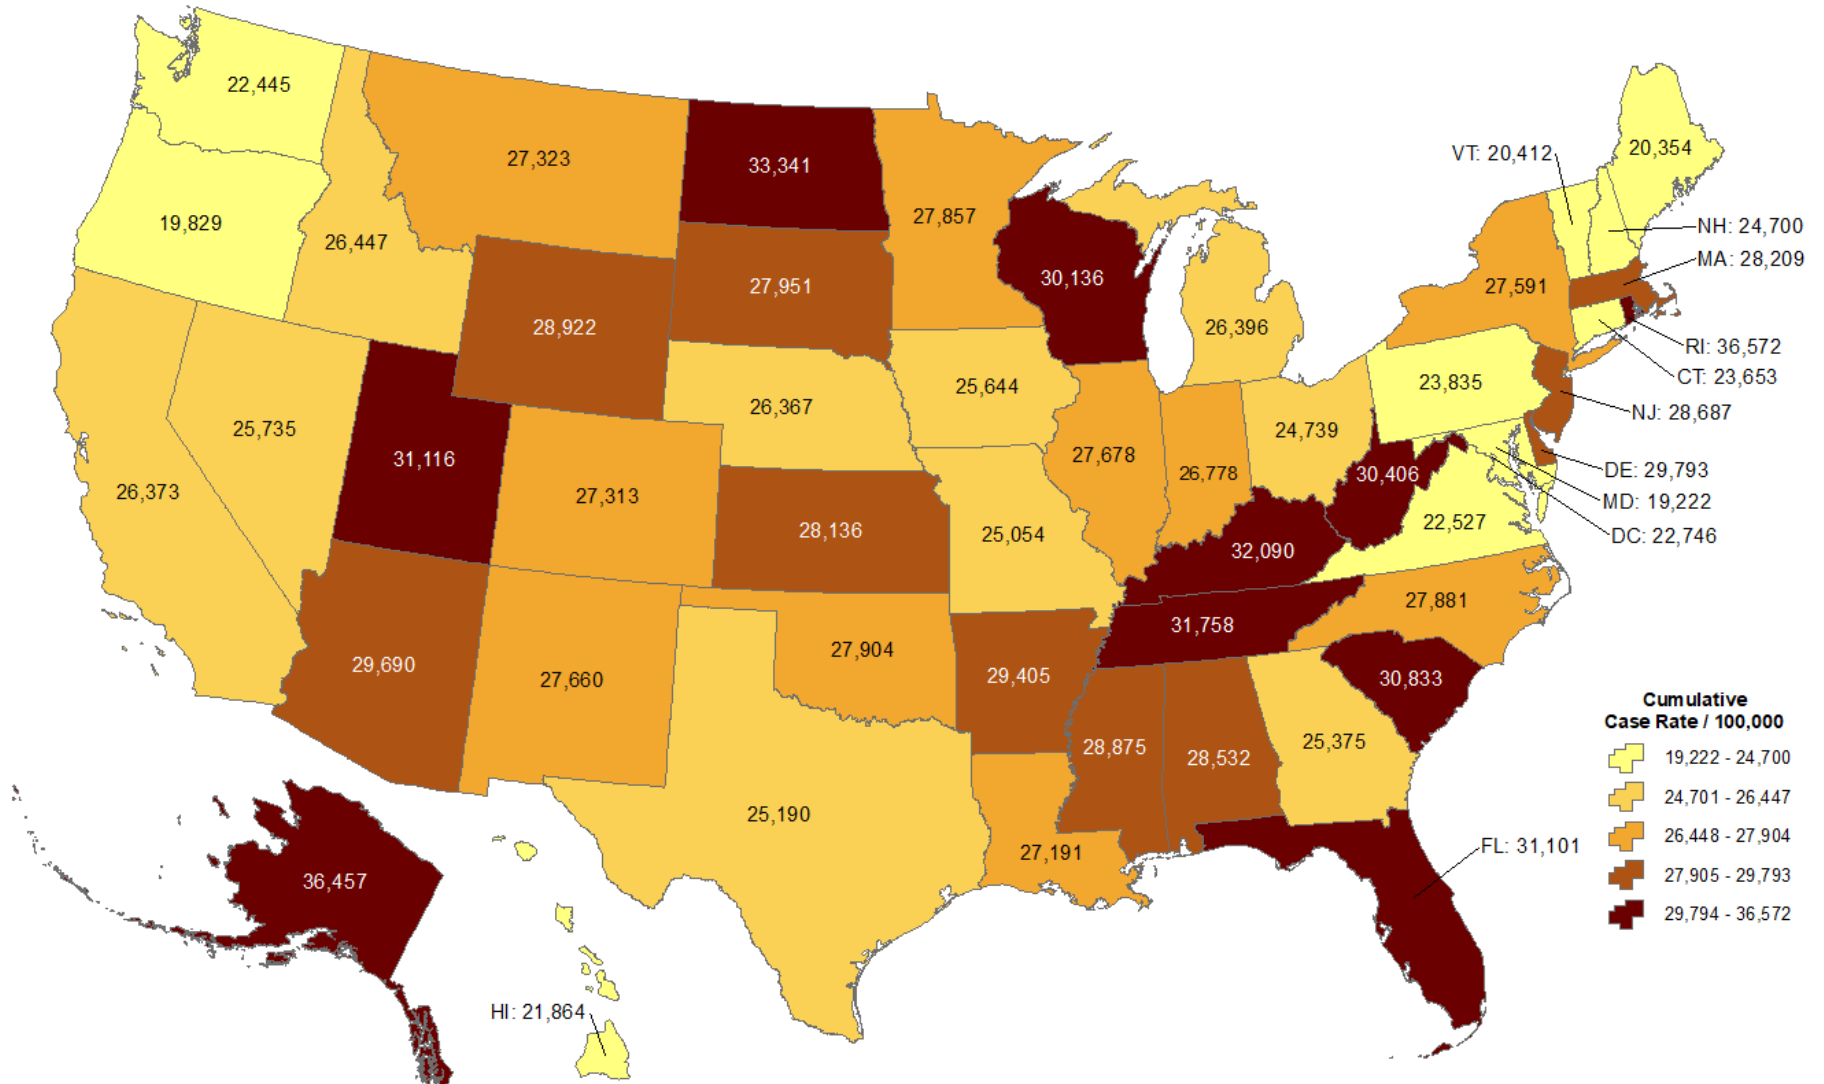 22,445
20,354
VT: 20,412
27,323
33,341
19,829
27,857
NH: 24,700
26,447
MA: 28,209
30,136
27,951
27,591
28,922
26,396
RI: 36,572
CT: 23,653
23,835
25,644
26,367
NJ: 28,687
25,735
24,739
31,116
27,678
DE: 29,793
26,778
30,406
26,373
27,313
MD: 19,222
22,527
28,136
25,054
DC: 22,746
32,090
27,881
31,758
27,904
29,690
29,405
30,833
27,660
Cumulative
Case Rate / 100,000
25,375
28,875
28,532
19,222 - 24,700
24,701 - 26,447
25,190
26,448 - 27,904
FL: 31,101
27,191
27,905 - 29,793
36,457
29,794 - 36,572
HI: 21,864